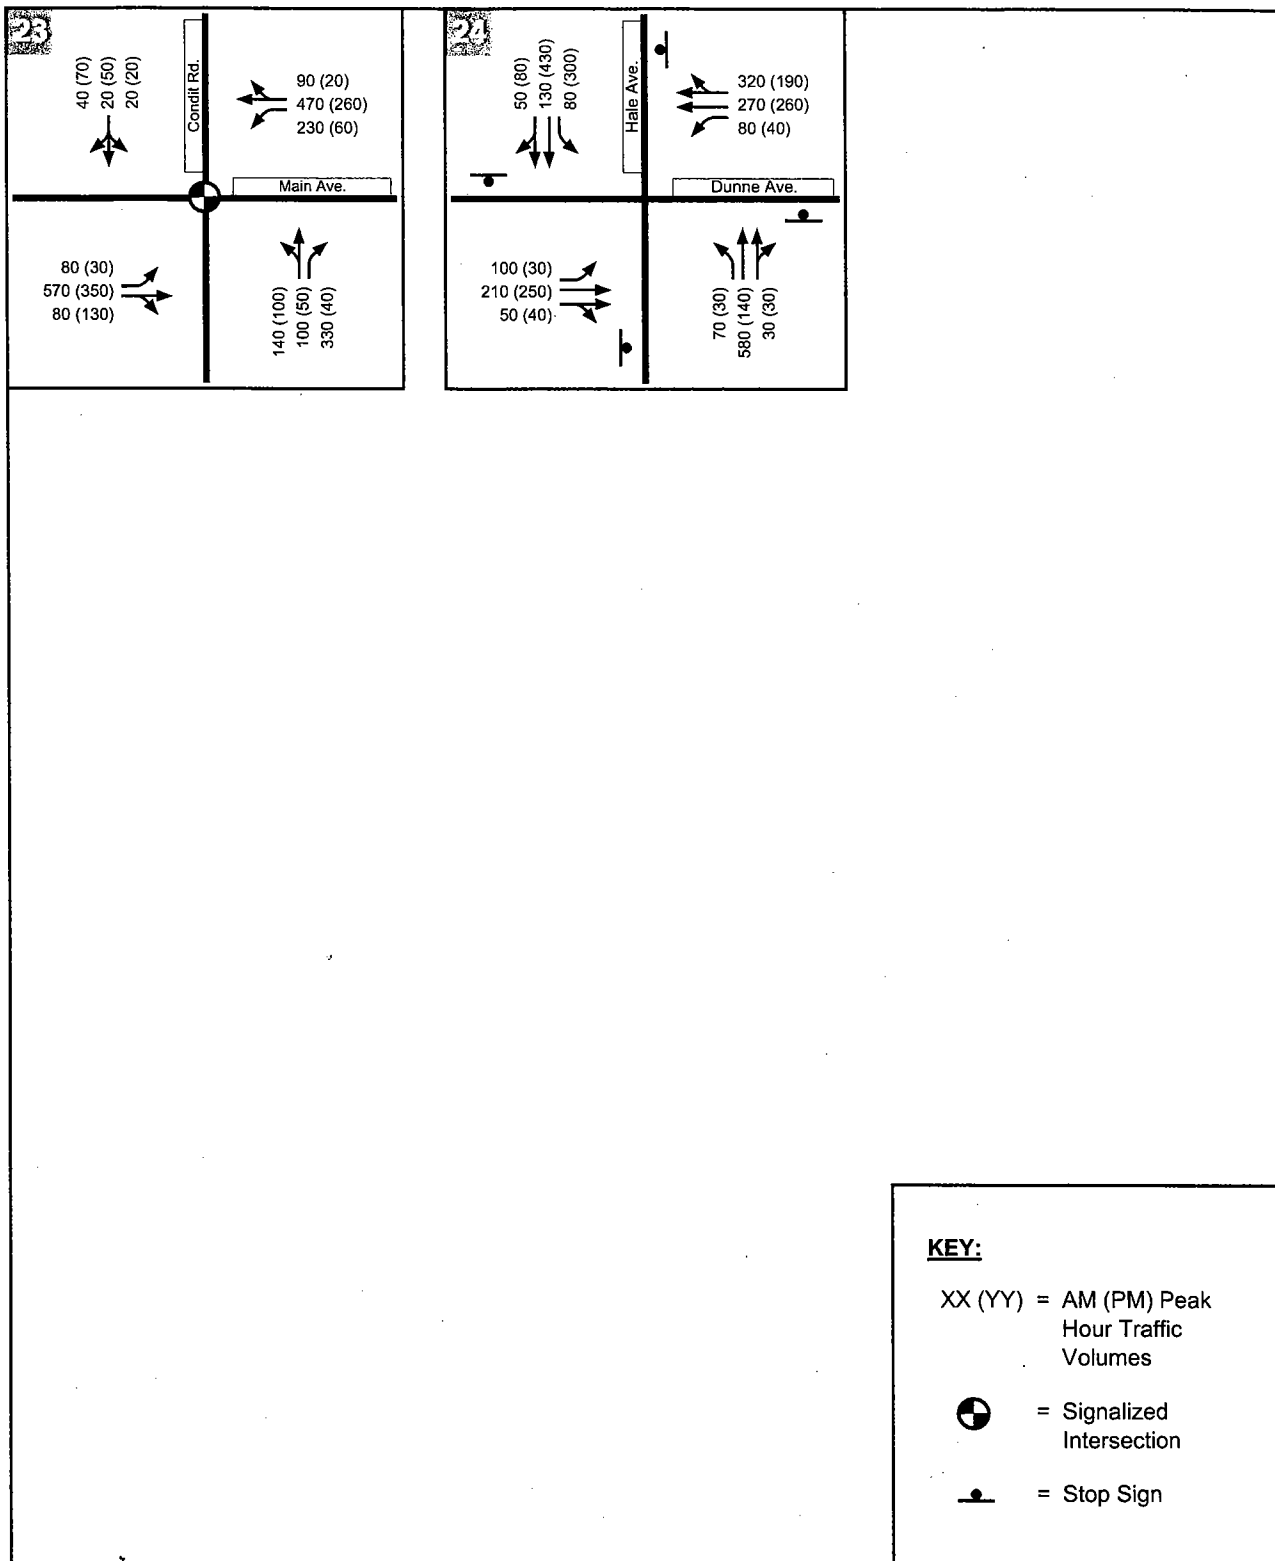 23
40 (70)
20 (50)
20 (20)
Condit Rd.
90 (20)
470 (260)
230 (60)
Main Ave.
80 (30)
570 (350)
80 (130)
140 (100)
100 (50)
330 (40)
24
50 (80)
130 (430)
80 (300)
Hale Ave.
320 (190)
270 (260)
80 (40)
Dunne Ave.
100 (30)
210 (250)
50 (40)
70 (30)
580 (140)
30 (30)
KEY:
XX (YY) = AM (PM) Peak
Hour Traffic
Volumes
= Signalized
Intersection
= Stop Sign